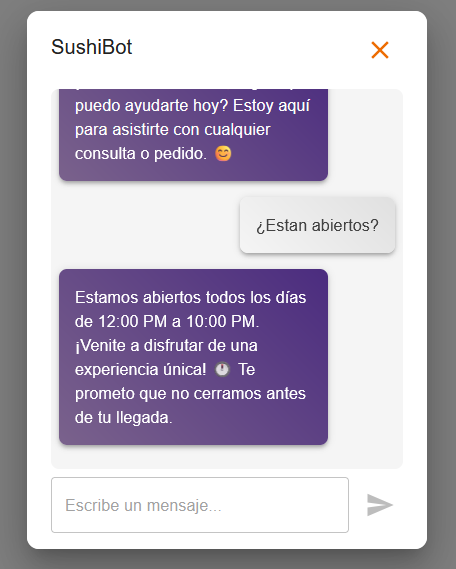 SushiBot
puedo ayudarte hoy? Estoy aquí
para asistirte con cualquier
consulta o pedido. 😊
¿Estan abiertos?
Estamos abiertos todos los días
de 12:00 PM a 10:00 PM.
¡Venite a disfrutar de una
experiencia única! 🕛 Te
prometo que no cerramos antes
de tu llegada.
Escribe un mensaje...